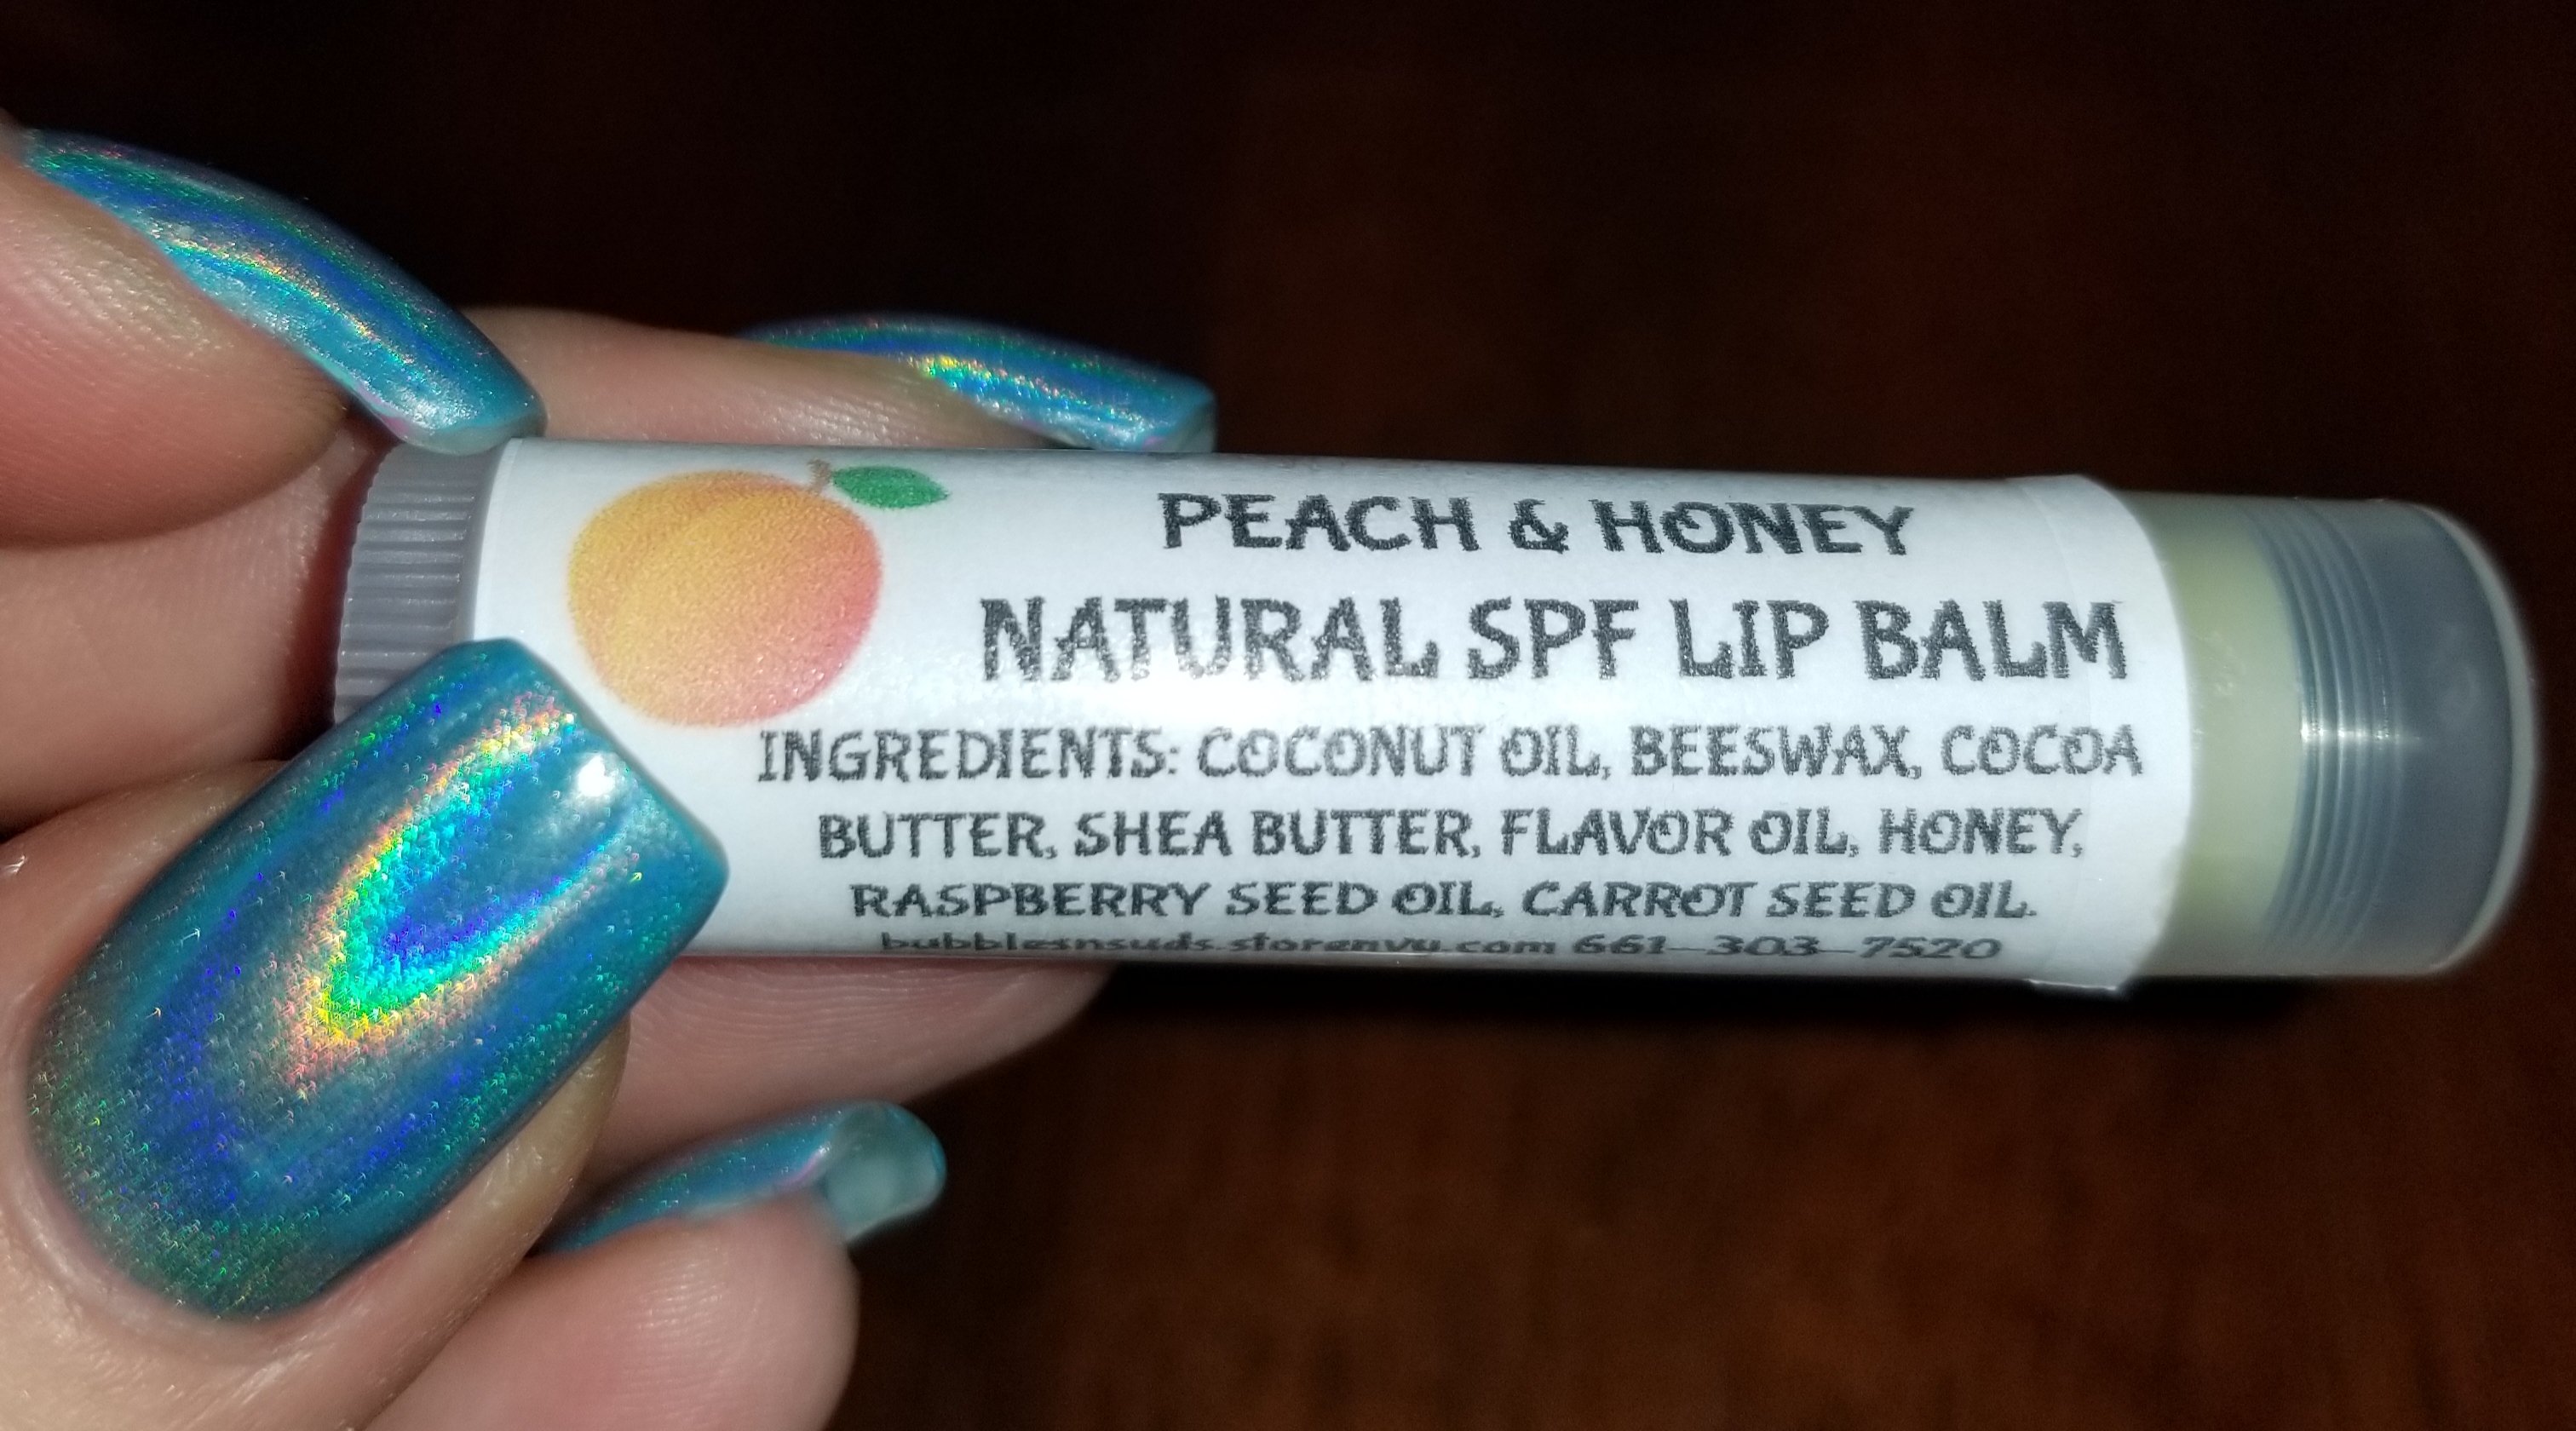 PEACH & HONEY
NATURAL SPF LIP BALM
INGREDIENTS: COCONUT OIL, BEESWAX, COCOA
BUTTER, SHEA BUTTER, FLAVOR OIL, HONEY,
RASPBERRY SEED OIL, CARROT SEED OIL.
bubblesnsuds.storenvy.com 661-303-7520